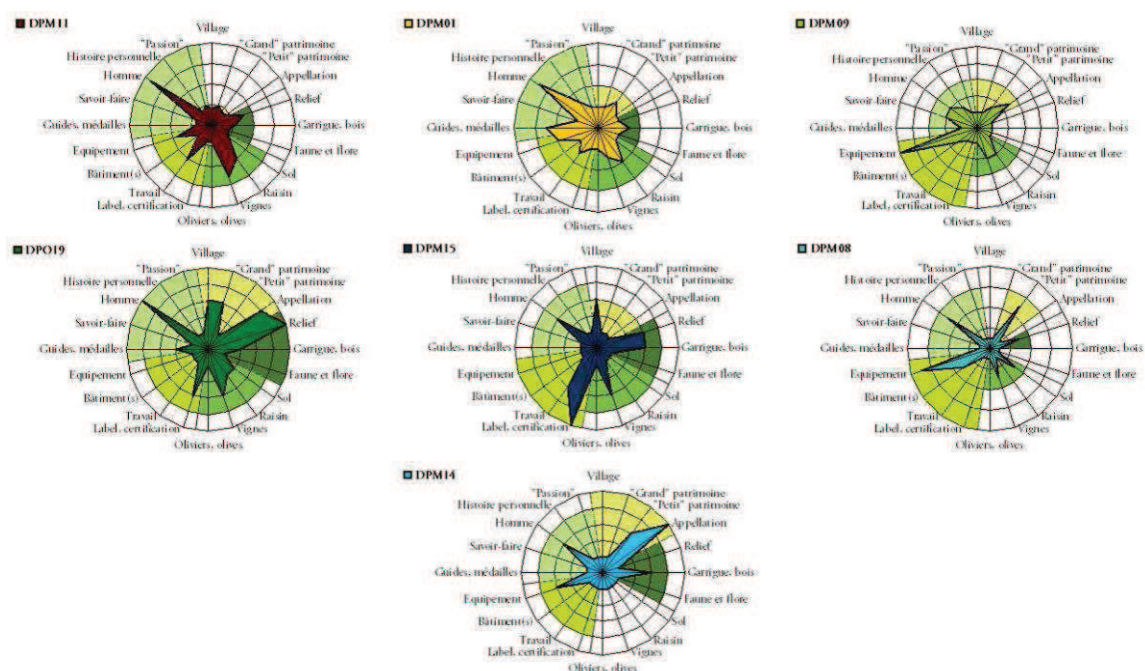 DPM11
Village
"Passion"
"Grand" patrimoine
Histoire personnelle
"Petit" patrimoine
Homme
Appellation
Savoir-faire
Relief
Guides, médailles
Garrigue, bois
Equipement
Faune et flore
Bâtiment(s)
Sol
Travail
Raisin
Label, certification
Vignes
Oliviers, olives
DPM01
Village
"Passion"
"Grand" patrimoine
Histoire personnelle
"Petit" patrimoine
Homme
Appellation
Savoir-faire
Relief
Guides, médailles
Garrigue, bois
Equipement
Faune et flore
Bâtiment(s)
Sol
Travail
Raisin
Label, certification
Vignes
Oliviers, olives
DPM09
Village
"Passion"
"Grand" patrimoine
Histoire personnelle
"Petit" patrimoine
Homme
Appellation
Savoir-faire
Relief
Guides, médailles
Garrigue, bois
Equipement
Faune et flore
Bâtiment(s)
Sol
Travail
Raisin
Label, certification
Vignes
Oliviers, olives
DPO19
Village
"Passion"
"Grand" patrimoine
Histoire personnelle
"Petit" patrimoine
Homme
Appellation
Savoir-faire
Relief
Guides, médailles
Garrigue, bois
Equipement
Faune et flore
Bâtiment(s)
Sol
Travail
Raisin
Label, certification
Vignes
Oliviers, olives
DPM15
Village
"Passion"
"Grand" patrimoine
Histoire personnelle
"Petit" patrimoine
Homme
Appellation
Savoir-faire
Relief
Guides, médailles
Garrigue, bois
Equipement
Faune et flore
Bâtiment(s)
Sol
Travail
Raisin
Label, certification
Vignes
Oliviers, olives
DPM08
Village
"Passion"
"Grand" patrimoine
Histoire personnelle
"Petit" patrimoine
Homme
Appellation
Savoir-faire
Relief
Guides, médailles
Garrigue, bois
Equipement
Faune et flore
Bâtiment(s)
Sol
Travail
Raisin
Label, certification
Vignes
Oliviers, olives
DPM14
Village
"Passion"
"Grand" patrimoine
Histoire personnelle
"Petit" patrimoine
Homme
Appellation
Savoir-faire
Relief
Guides, médailles
Garrigue, bois
Equipement
Faune et flore
Bâtiment(s)
Sol
Travail
Raisin
Label, certification
Vignes
Oliviers, olives